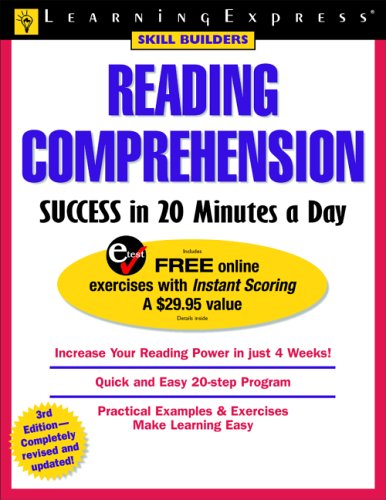 LEARNINGEXPRESS®
SKILL BUILDERS
READING
COMPREHENSION
SUCCESS in 20 Minutes a Day
e test
Includes
FREE online
exercises with Instant Scoring
A $29.95 value
Details inside
Increase Your Reading Power in just 4 Weeks!
Quick and Easy 20-step Program
Practical Examples & Exercises
Make Learning Easy
3rd
Edition—
Completely
revised and
updated!